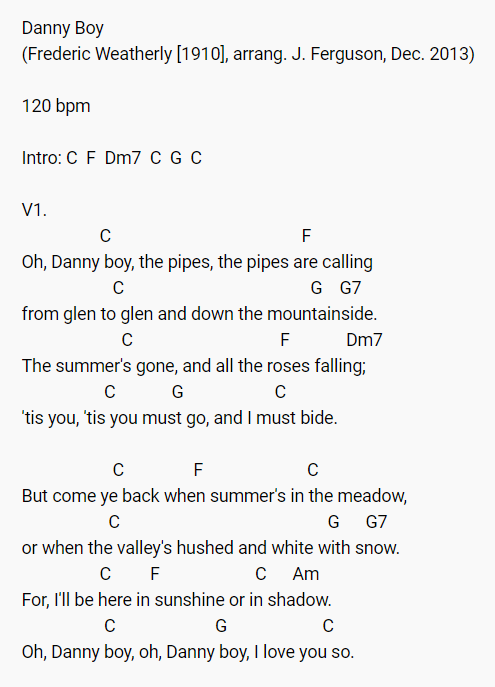 Danny Boy
(Frederic Weatherly [1910], arrang. J. Ferguson, Dec. 2013)
120 bpm
Intro: C F Dm7 C G C
V1.
C F
Oh, Danny boy, the pipes, the pipes are calling
C G G7
from glen to glen and down the mountainside.
C F Dm7
The summer's gone, and all the roses falling;
C G C
'tis you, 'tis you must go, and I must bide.
C F C
But come ye back when summer's in the meadow,
C G G7
or when the valley's hushed and white with snow.
C F C Am
For, I'll be here in sunshine or in shadow.
C G C
Oh, Danny boy, oh, Danny boy, I love you so.